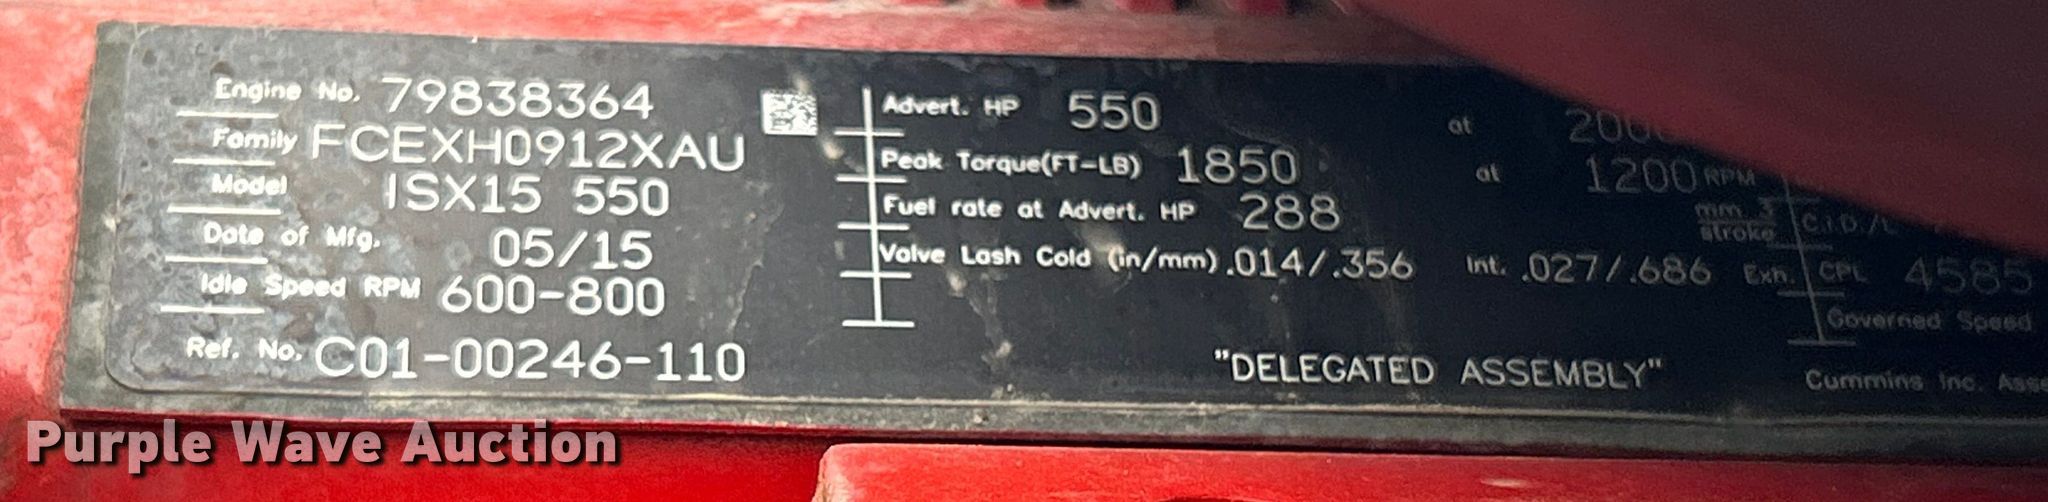 Engine No. 79838364
Family FCEXH0912XAU
Model ISX15 550
Date of Mfg. 05/15
Idle Speed RPM 600-800
Ref. No. C01-00246-110
Advert. HP 550 at
Peak Torque(FT-LB) 1850 at 1200 RPM
Fuel rate at Advert. HP 288 mm.3 stroke
Valve Lash Cold (in/mm) .014/.356 Int. .027/.686 Exh.
C.I.D./L
CPL 4585
Governed Speed
"DELEGATED ASSEMBLY"
Cummins Inc.
Purple Wave Auction